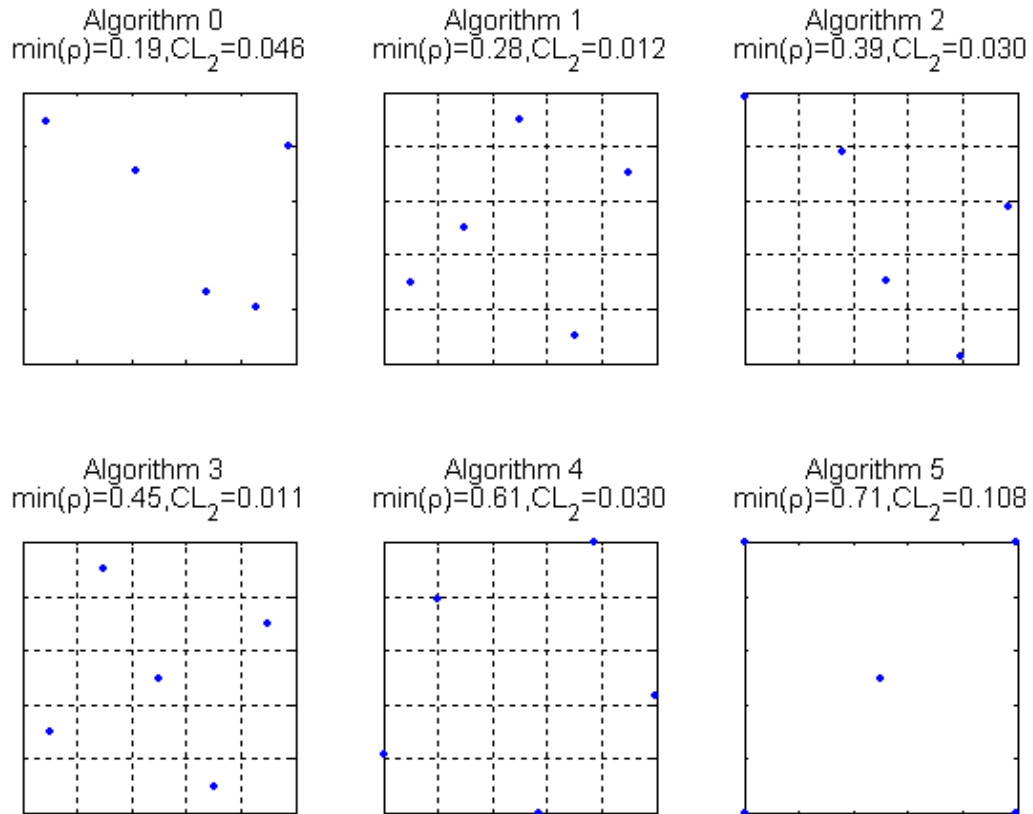 Algorithm 0
min(ρ)=0.19,CL₂=0.046
Algorithm 1
min(ρ)=0.28,CL₂=0.012
Algorithm 2
min(ρ)=0.39,CL₂=0.030
Algorithm 3
min(ρ)=0.45,CL₂=0.011
Algorithm 4
min(ρ)=0.61,CL₂=0.030
Algorithm 5
min(ρ)=0.71,CL₂=0.108